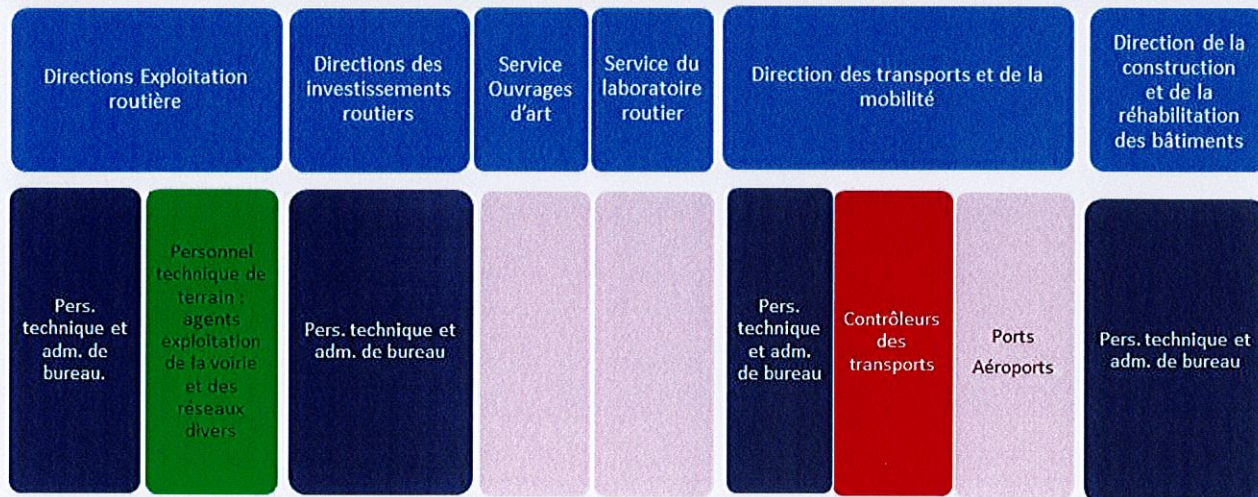 Directions Exploitation
routière
Directions des
investissements
routiers
Service
Ouvrages
d'art
Service du
laboratoire
routier
Direction des transports et de la
mobilité
Direction de la
construction
et de la
réhabilitation
des bâtiments
Pers.
technique et
adm. de
bureau.
Personnel
technique de
terrain :
agents
exploitation
de la voirie
et des
réseaux
divers
Pers. technique et
adm. de bureau
Pers.
technique
et adm.
de bureau
Contrôleurs
des
transports
Ports
Aéroports
Pers. technique et
adm. de bureau